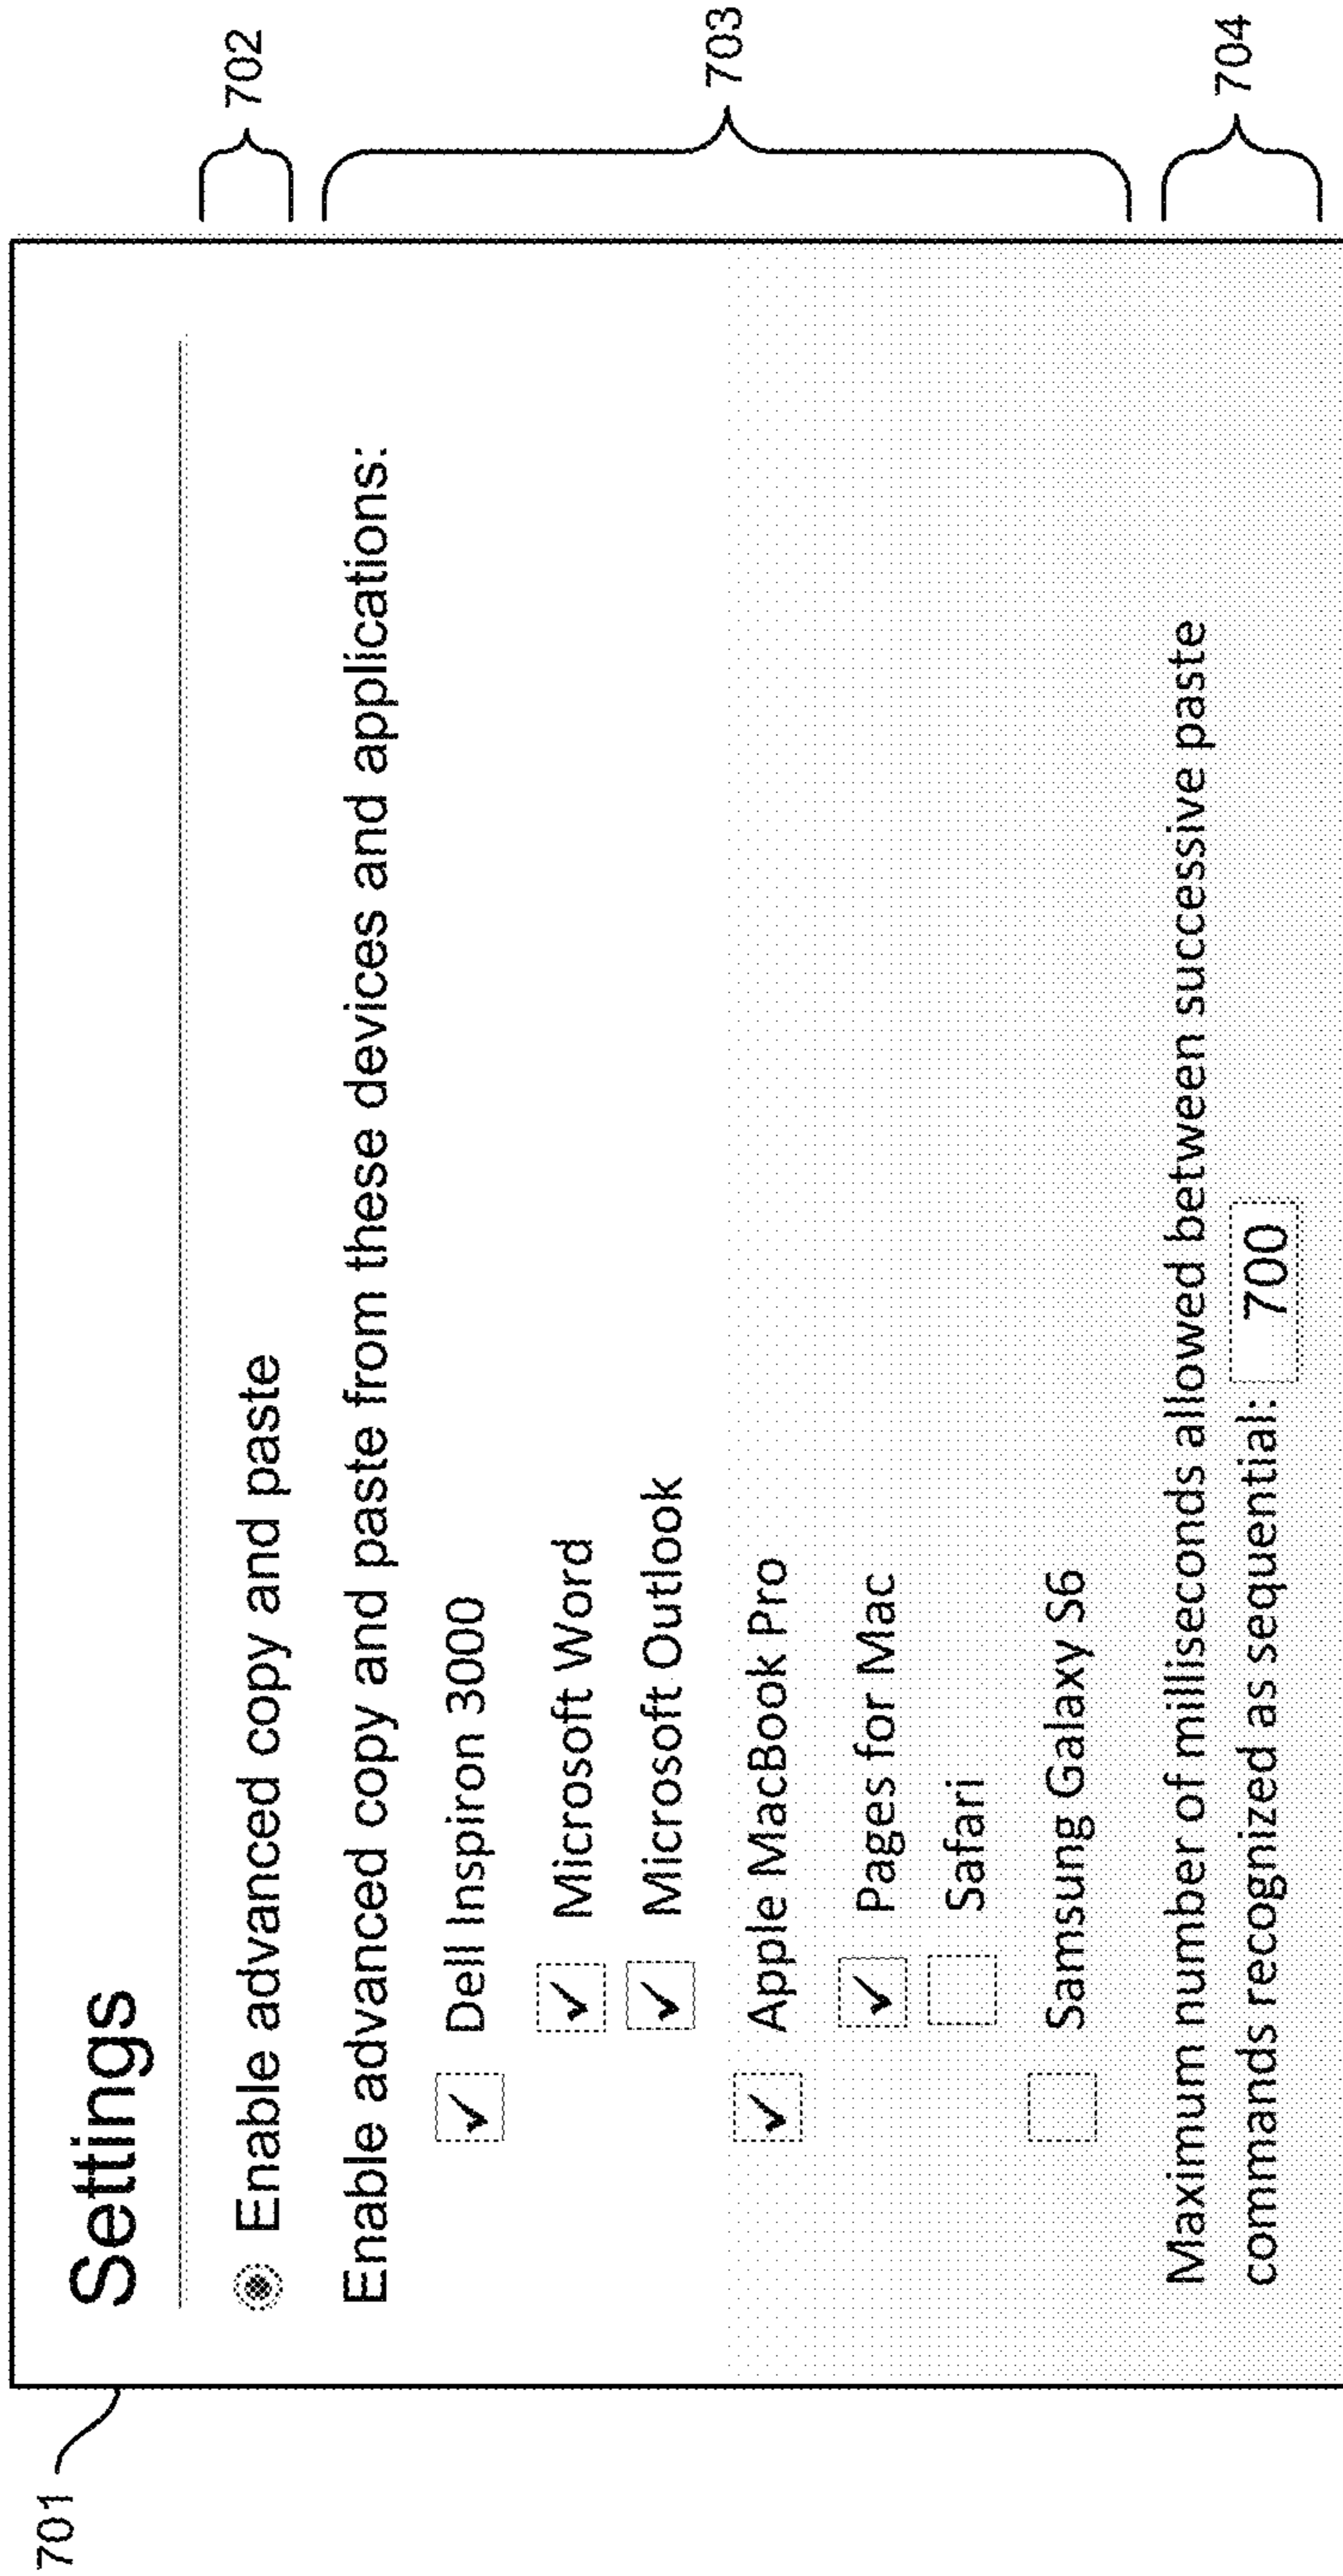 701
Settings
Enable advanced copy and paste
702
Enable advanced copy and paste from these devices and applications:
703
Dell Inspiron 3000
Microsoft Word
Microsoft Outlook
Apple MacBook Pro
Pages for Mac
Safari
Samsung Galaxy S6
Maximum number of milliseconds allowed between successive paste
commands recognized as sequential: 700
704